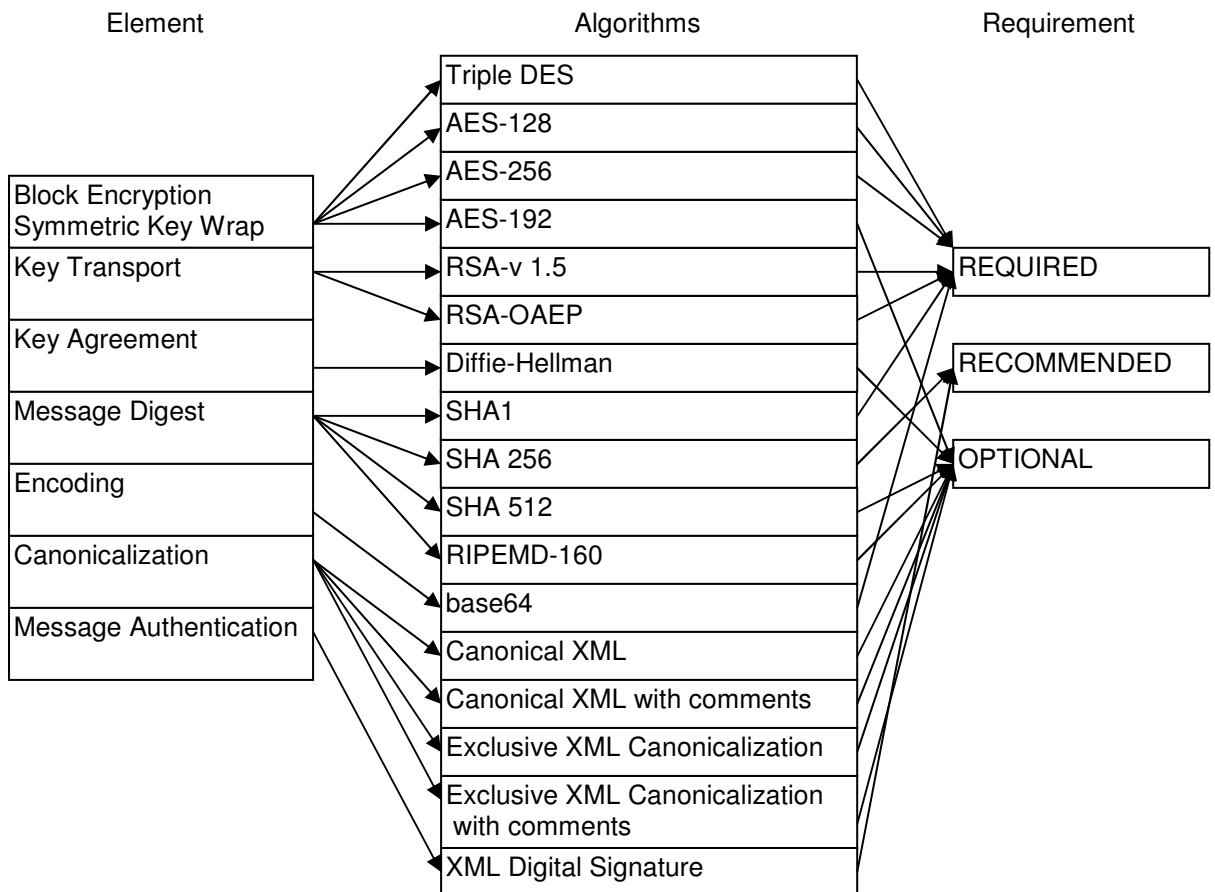 Element
Algorithms
Requirement
Block Encryption
Symmetric Key Wrap
Key Transport
Key Agreement
Message Digest
Encoding
Canonicalization
Message Authentication
Triple DES
AES-128
AES-256
AES-192
RSA-v 1.5
RSA-OAEP
Diffie-Hellman
SHA1
SHA 256
SHA 512
RIPEMD-160
base64
Canonical XML
Canonical XML with comments
Exclusive XML Canonicalization
Exclusive XML Canonicalization
with comments
XML Digital Signature
REQUIRED
RECOMMENDED
OPTIONAL